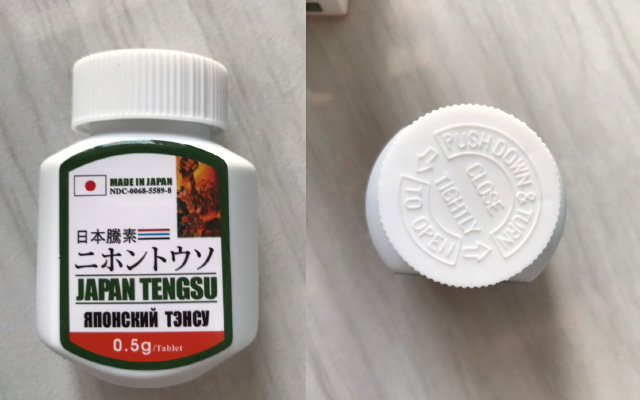 MADE IN JAPAN
NDC-0068-5589-8
日本騰素
ニホントウソ
JAPAN TENGSU
ЯПОНСКИЙ ТЭНСУ
0.5g/Tablet
PUSH DOWN & TURN
TO OPEN
CLOSE
TIGHTLY